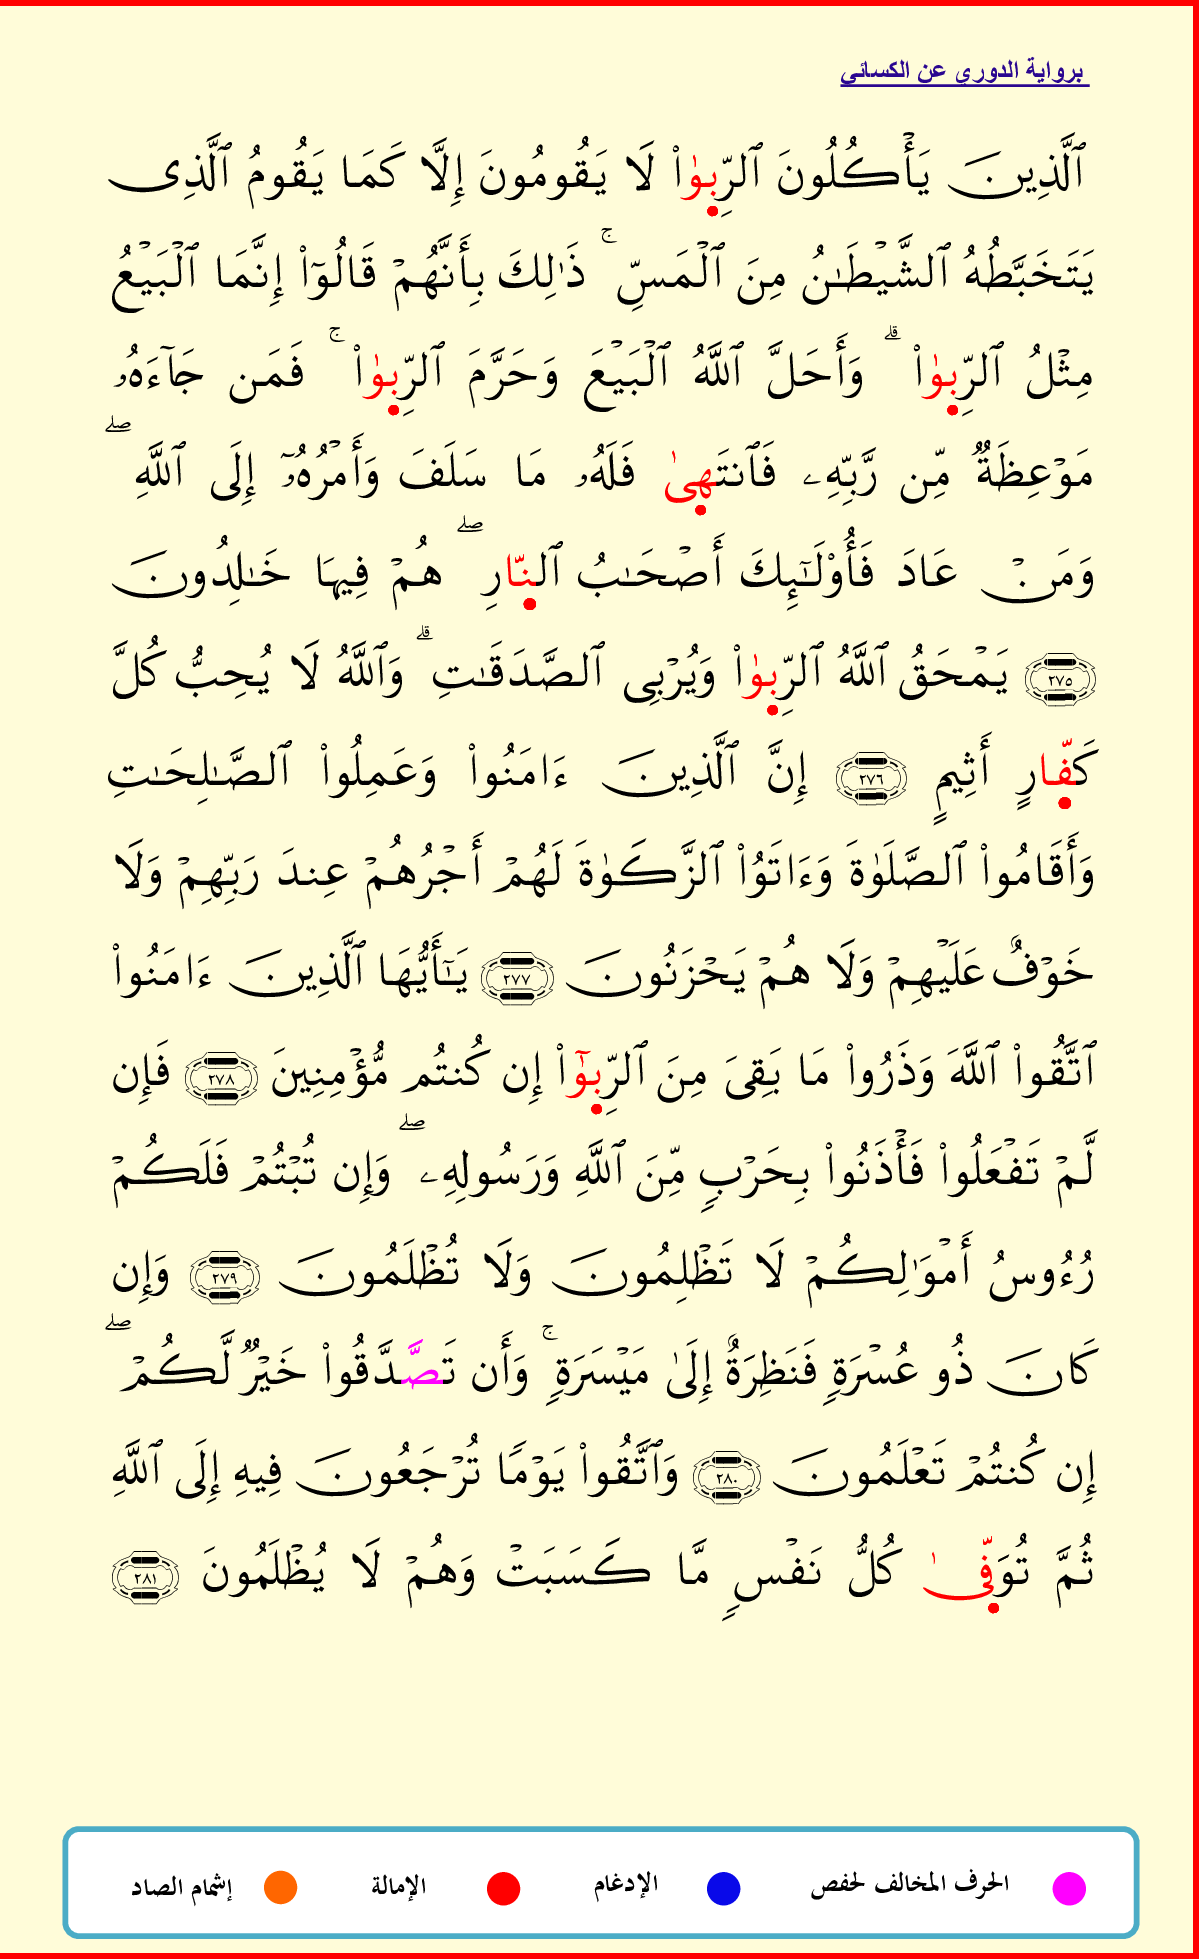 برواية الدوري عن الكسائي
ٱلَّذِينَ يَأۡكُلُونَ ٱلرِّبَوٰاْ لَا يَقُومُونَ إِلَّا كَمَا يَقُومُ ٱلَّذِى
يَتَخَبَّطُهُ ٱلشَّيۡطَـٰنُ مِنَ ٱلۡمَسِّ ۚ ذَٰلِكَ بِأَنَّهُمۡ قَالُوٓاْ إِنَّمَا ٱلۡبَيۡعُ
مِثۡلُ ٱلرِّبَوٰاْ ۗ وَأَحَلَّ ٱللَّهُ ٱلۡبَيۡعَ وَحَرَّمَ ٱلرِّبَوٰاْ ۚ فَمَن جَآءَهُۥ
مَوۡعِظَةٌ مِّن رَّبِّهِۦ فَٱنتَهَىٰ فَلَهُۥ مَا سَلَفَ وَأَمۡرُهُۥٓ إِلَى ٱللَّهِ ۖ
وَمَنۡ عَادَ فَأُوْلَـٰٓئِكَ أَصۡحَـٰبُ ٱلنَّارِ ۖ هُمۡ فِيهَا خَـٰلِدُونَ
٢٧٥ يَمۡحَقُ ٱللَّهُ ٱلرِّبَوٰاْ وَيُرۡبِى ٱلصَّدَقَـٰتِ ۗ وَٱللَّهُ لَا يُحِبُّ كُلَّ
كَفَّارٍ أَثِيمٍ ٢٧٦ إِنَّ ٱلَّذِينَ ءَامَنُواْ وَعَمِلُواْ ٱلصَّـٰلِحَـٰتِ
وَأَقَامُواْ ٱلصَّلَوٰةَ وَءَاتَوُاْ ٱلزَّكَوٰةَ لَهُمۡ أَجۡرُهُمۡ عِندَ رَبِّهِمۡ وَلَا
خَوۡفٌ عَلَيۡهِمۡ وَلَا هُمۡ يَحۡزَنُونَ ٢٧٧ يَـٰٓأَيُّهَا ٱلَّذِينَ ءَامَنُواْ
ٱتَّقُواْ ٱللَّهَ وَذَرُواْ مَا بَقِىَ مِنَ ٱلرِّبَوٰٓاْ إِن كُنتُم مُّؤۡمِنِينَ ٢٧٨ فَإِن
لَّمۡ تَفۡعَلُواْ فَأۡذَنُواْ بِحَرۡبٍ مِّنَ ٱللَّهِ وَرَسُولِهِۦ ۖ وَإِن تُبۡتُمۡ فَلَكُمۡ
رُءُوسُ أَمۡوَٰلِكُمۡ لَا تَظۡلِمُونَ وَلَا تُظۡلَمُونَ ٢٧٩ وَإِن
كَانَ ذُو عُسۡرَةٍ فَنَظِرَةٌ إِلَىٰ مَيۡسَرَةٍ ۚ وَأَن تَصَّدَّقُواْ خَيۡرٌ لَّكُمۡ ۖ
إِن كُنتُمۡ تَعۡلَمُونَ ٢٨٠ وَٱتَّقُواْ يَوۡمًا تُرۡجَعُونَ فِيهِ إِلَى ٱللَّهِ
ثُمَّ تُوَفَّىٰ كُلُّ نَفۡسٍ مَّا كَسَبَتۡ وَهُمۡ لَا يُظۡلَمُونَ ٢٨١
الحرف المخالف لحفص الإدغام الإمالة إشمام الصاد